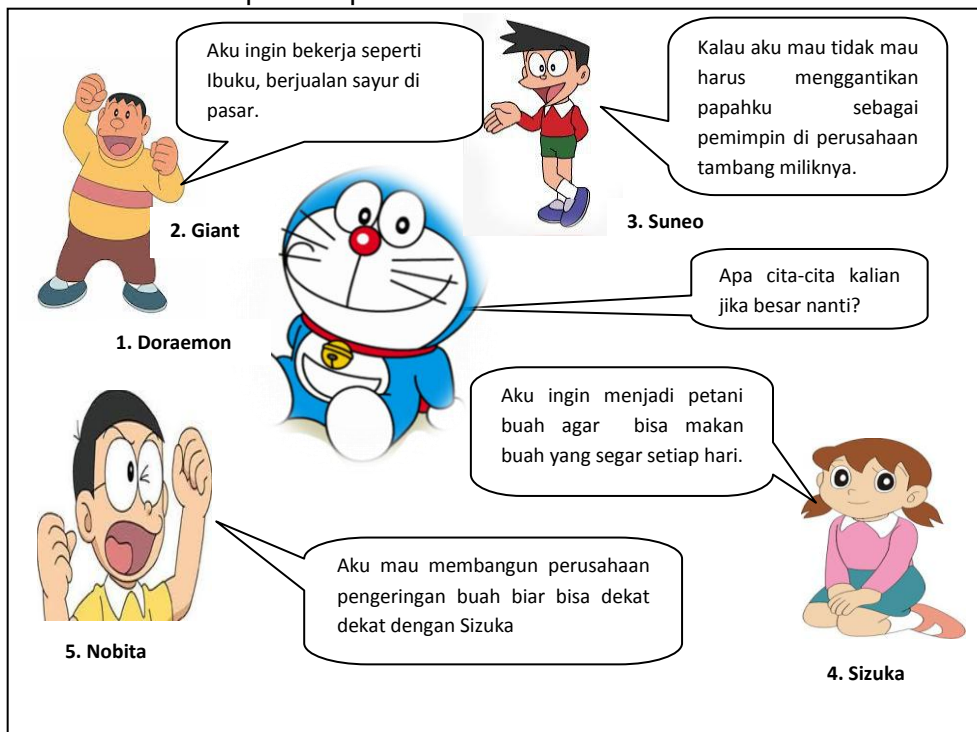 Aku ingin bekerja seperti
Ibuku, berjualan sayur di
pasar.
2. Giant
Kalau aku mau tidak mau
harus menggantikan
papahku sebagai
pemimpin di perusahaan
tambang miliknya.
3. Suneo
Apa cita-cita kalian
jika besar nanti?
1. Doraemon
Aku ingin menjadi petani
buah agar bisa makan
buah yang segar setiap hari.
4. Sizuka
Aku mau membangun perusahaan
pengeringan buah biar bisa dekat
dekat dengan Sizuka
5. Nobita